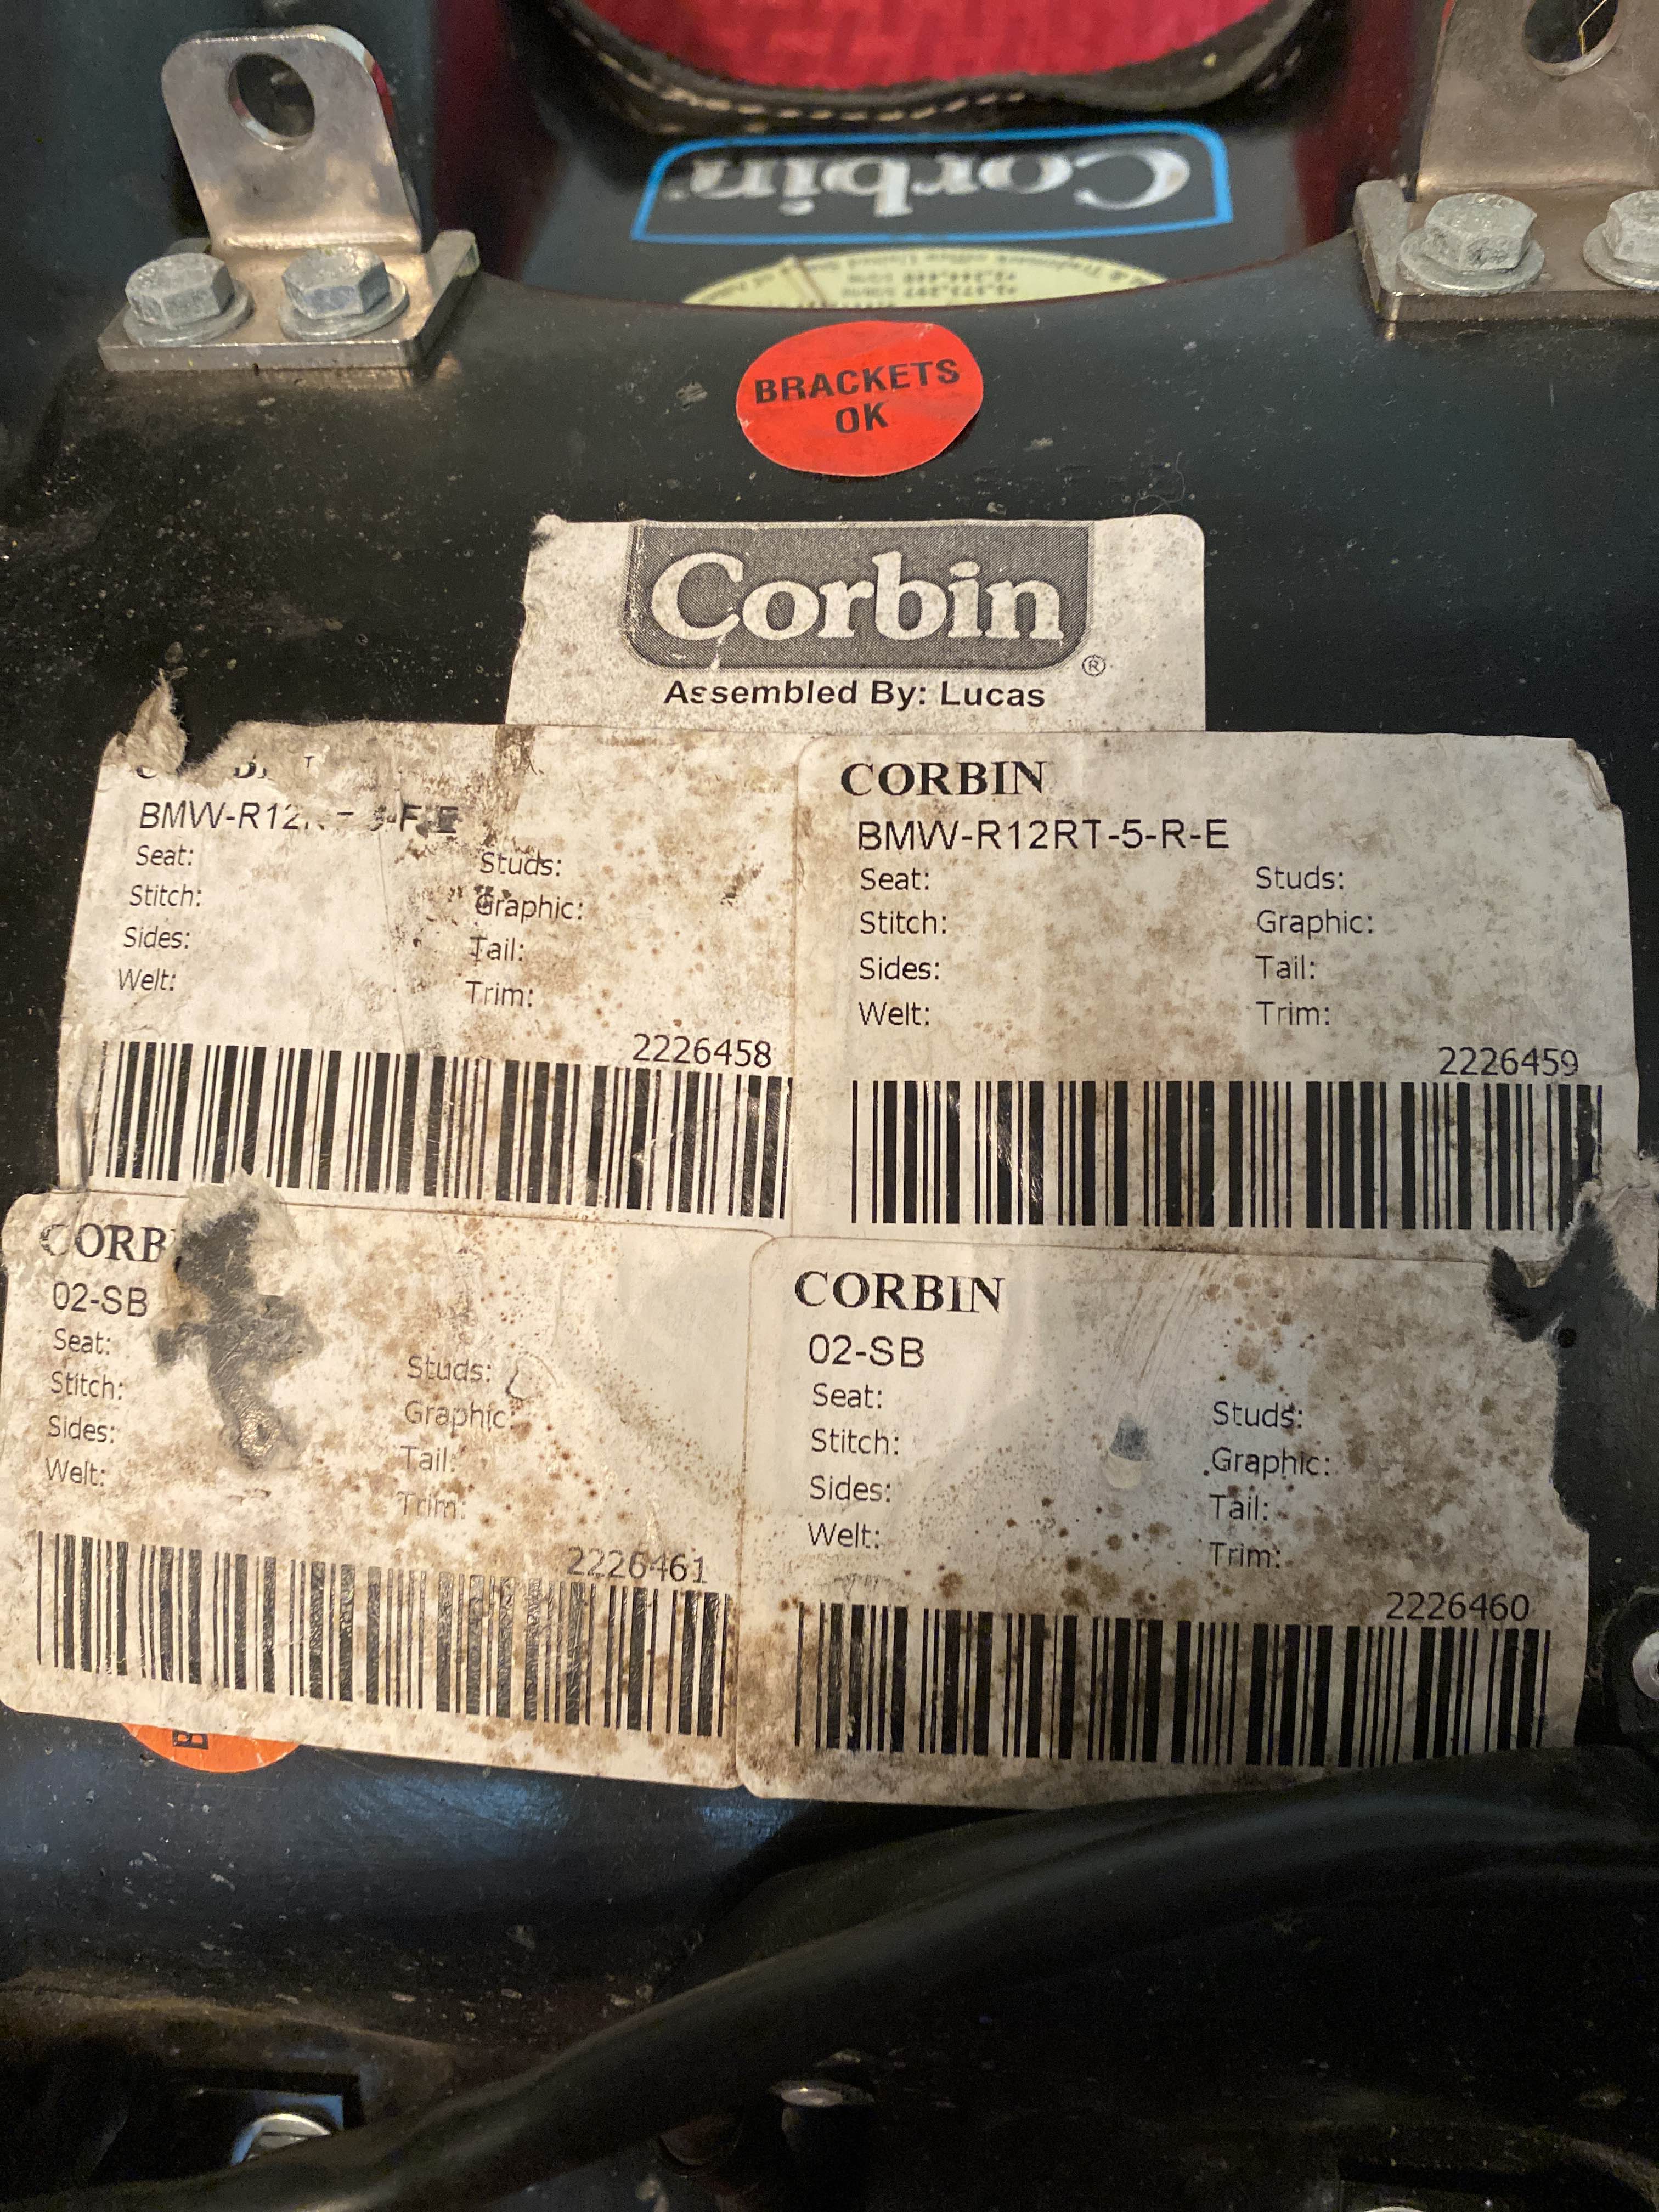 Corbin
BRACKETS
OK
Corbin
®
Assembled By: Lucas
BMW-R12
Seat:
Stitch:
Sides:
Welt:
Studs:
Graphic:
Tail:
Trim:
2226458
CORBIN
BMW-R12RT-5-R-E
Seat:
Stitch:
Sides:
Welt:
Studs:
Graphic:
Tail:
Trim:
2226459
CORB
02-SB
Seat:
Stitch:
Sides:
Welt:
Studs:
Graphic:
Tail:
Trim:
2226461
CORBIN
02-SB
Seat:
Stitch:
Sides:
Welt:
Studs:
Graphic:
Tail:
Trim:
2226460